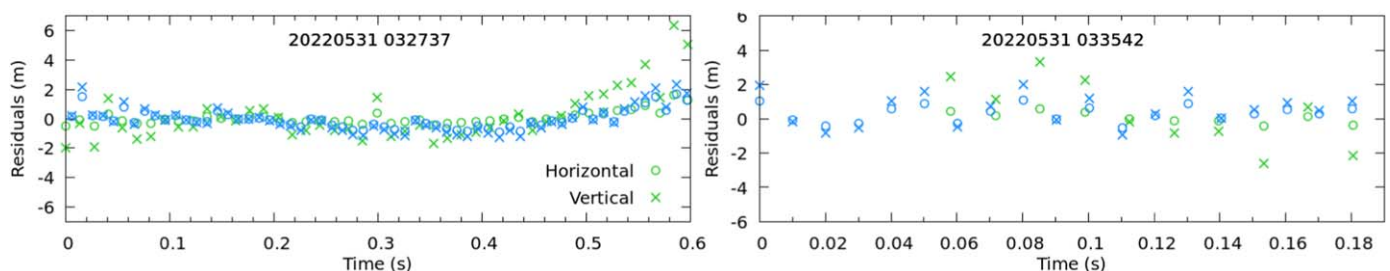 20220531 032737
Residuals (m)
6
4
2
0
-2
-4
-6
Horizontal
Vertical
0 0.1 0.2 0.3 0.4 0.5 0.6
Time (s)
20220531 033542
Residuals (m)
6
4
2
0
-2
-4
-6
0 0.02 0.04 0.06 0.08 0.1 0.12 0.14 0.16 0.18
Time (s)